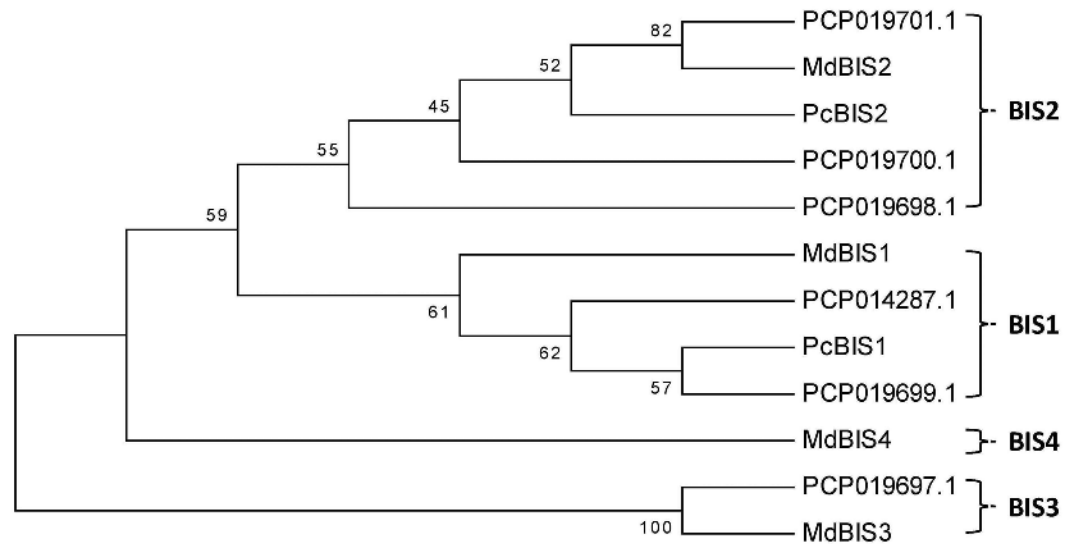 82
PCP019701.1
MdBIS2
52
PcBIS2
BIS2
45
PCP019700.1
55
PCP019698.1
59
MdBIS1
61
PCP014287.1
BIS1
62
PcBIS1
57
PCP019699.1
MdBIS4
BIS4
PCP019697.1
BIS3
100
MdBIS3